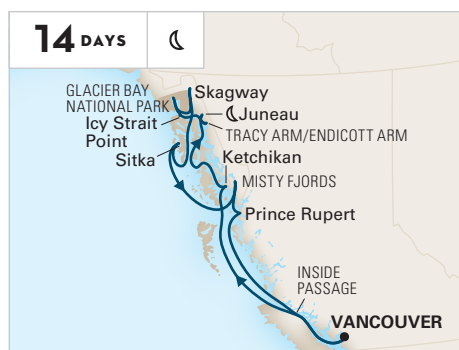 14 DAYS
GLACIER BAY
NATIONAL PARK
Skagway
Icy Strait
Point
Juneau
TRACY ARM/ENDICOTT ARM
Sitka
Ketchikan
MISTY FJORDS
Prince Rupert
INSIDE
PASSAGE
VANCOUVER